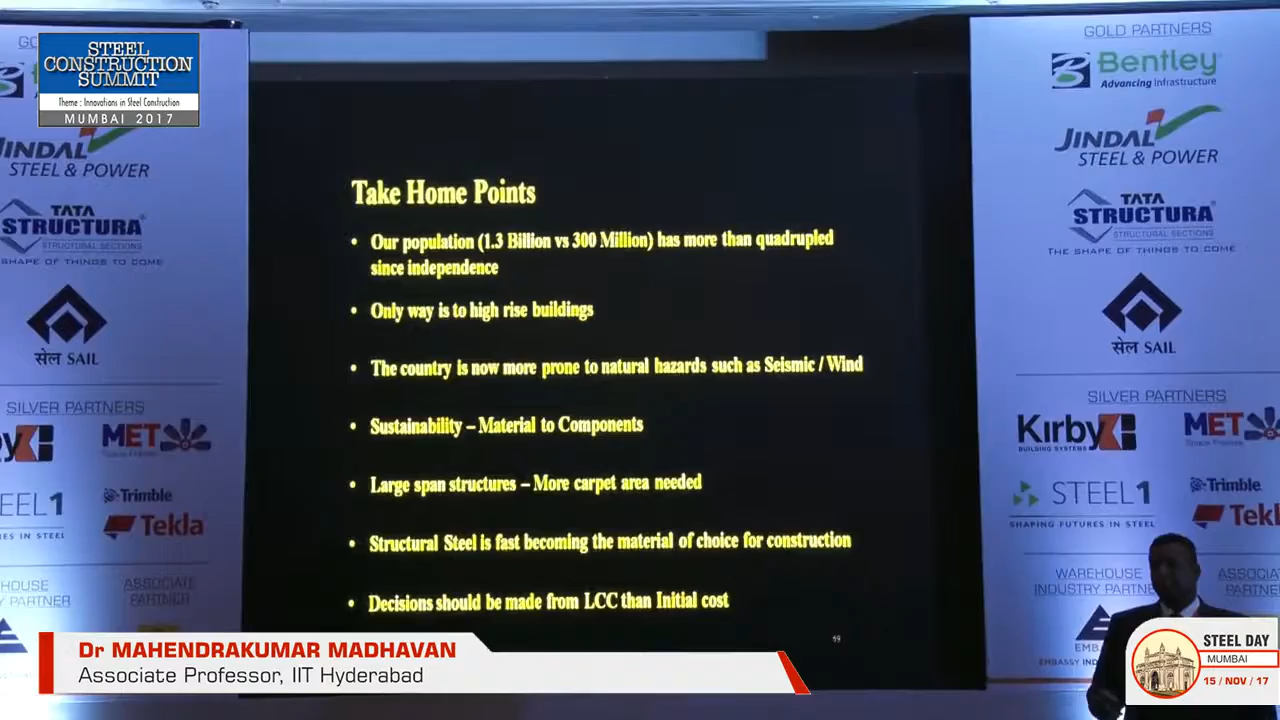 STEEL
CONSTRUCTION
SUMMIT
Theme : Innovations in Steel Construction
MUMBAI 2017
JINDAL
STEEL & POWER
TATA
STRUCTURA
STRUCTURAL SECTIONS
SHAPE OF THINGS TO COME
सेल SAIL
SILVER PARTNERS
MET
STEEL 1
Trimble
Tekla
ASSOCIATE
PARTNER
Take Home Points
• Our population (1.3 Billion vs 300 Million) has more than quadrupled
since independence
• Only way is to high rise buildings
• The country is now more prone to natural hazards such as Seismic / Wind
• Sustainability – Material to Components
• Large span structures – More carpet area needed
• Structural Steel is fast becoming the material of choice for construction
• Decisions should be made from LCC than Initial cost
59
GOLD PARTNERS
Bentley
Advancing Infrastructure
JINDAL
STEEL & POWER
TATA
STRUCTURA
STRUCTURAL SECTIONS
THE SHAPE OF THINGS TO COME
सेल SAIL
SILVER PARTNERS
Kirby
BUILDING SYSTEMS
MET
STEEL 1
SHAPING FUTURES IN STEEL
Trimble
WAREHOUSE
INDUSTRY PARTNER
Dr MAHENDRAKUMAR MADHAVAN
Associate Professor, IIT Hyderabad
STEEL DAY
MUMBAI
15 / NOV / 17